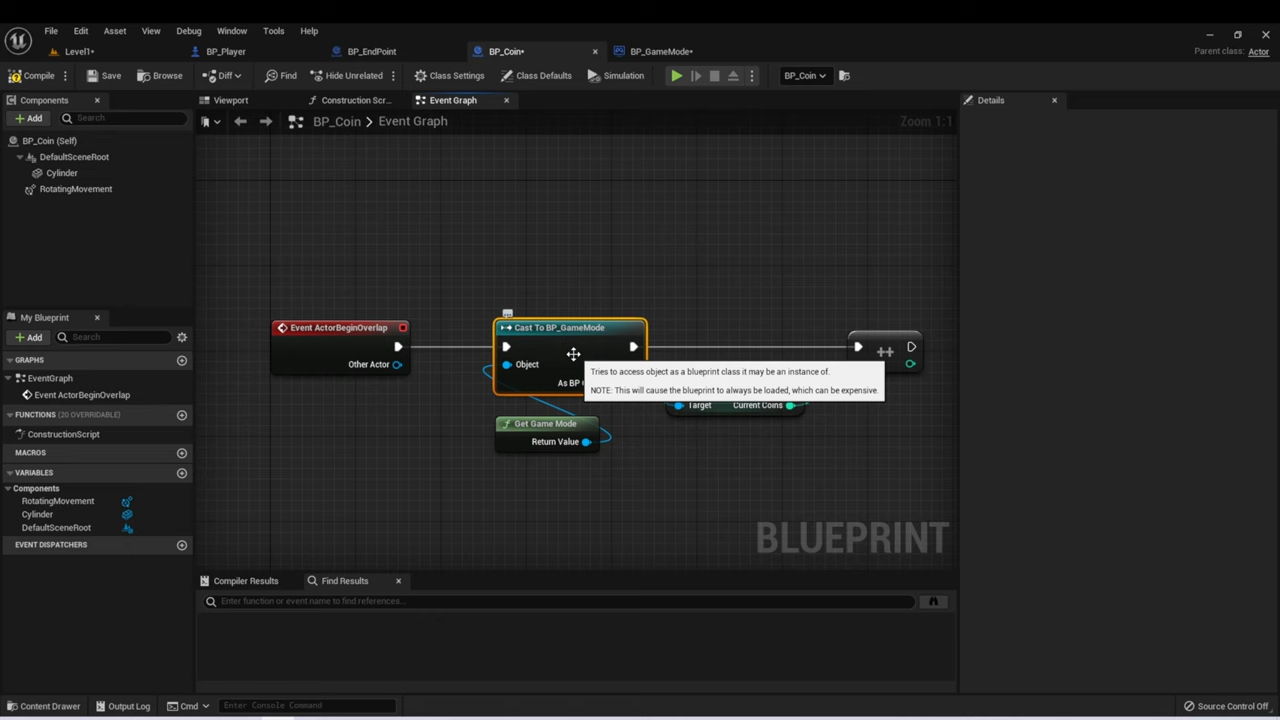 File Edit Asset View Debug Window Tools Help
Level1• BP_Player BP_EndPoint BP_Coin• BP_GameMode•
Parent class: Actor
Compile Save Browse Diff Find Hide Unrelated Class Settings Class Defaults Simulation BP_Coin
Components
Add Search
BP_Coin (Self)
DefaultSceneRoot
Cylinder
RotatingMovement
Viewport Construction Scr... Event Graph
BP_Coin > Event Graph
Zoom 1:1
Event ActorBeginOverlap
Other Actor
Cast To BP_GameMode
Object
As BP
Get Game Mode
Return Value
Tries to access object as a blueprint class it may be an instance of.
NOTE: This will cause the blueprint to always be loaded, which can be expensive.
Target Current Coins
++
BLUEPRINT
My Blueprint
Add Search
GRAPHS
EventGraph
Event ActorBeginOverlap
FUNCTIONS (20 OVERRIDABLE)
ConstructionScript
MACROS
VARIABLES
Components
RotatingMovement
Cylinder
DefaultSceneRoot
EVENT DISPATCHERS
Compiler Results Find Results
Enter function or event name to find references...
Details
Content Drawer Output Log Cmd Enter Console Command
Source Control Off